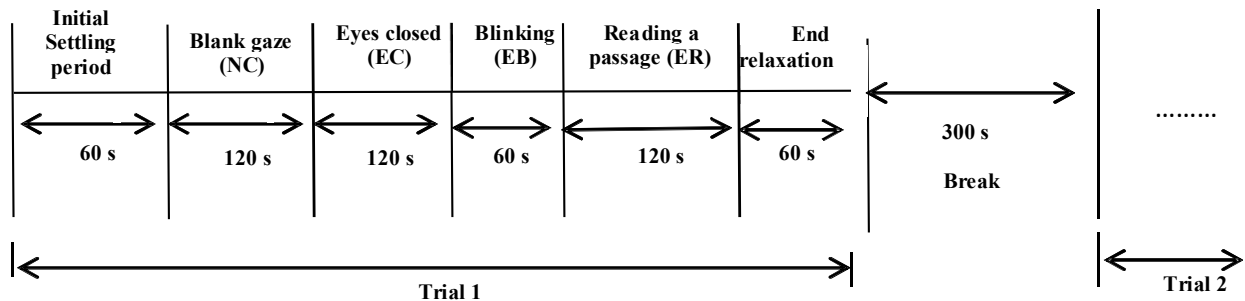 Initial
Settling
period
Blank gaze
(NC)
Eyes closed
(EC)
Blinking
(EB)
Reading a
passage (ER)
End
relaxation
60 s
120 s
120 s
60 s
120 s
60 s
300 s
Break
.........
Trial 1
Trial 2